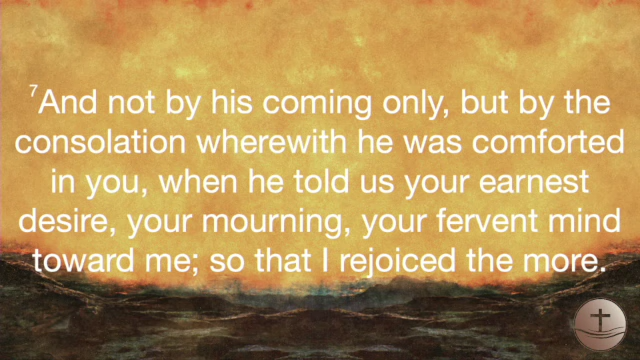 7And not by his coming only, but by the
consolation wherewith he was comforted
in you, when he told us your earnest
desire, your mourning, your fervent mind
toward me; so that I rejoiced the more.